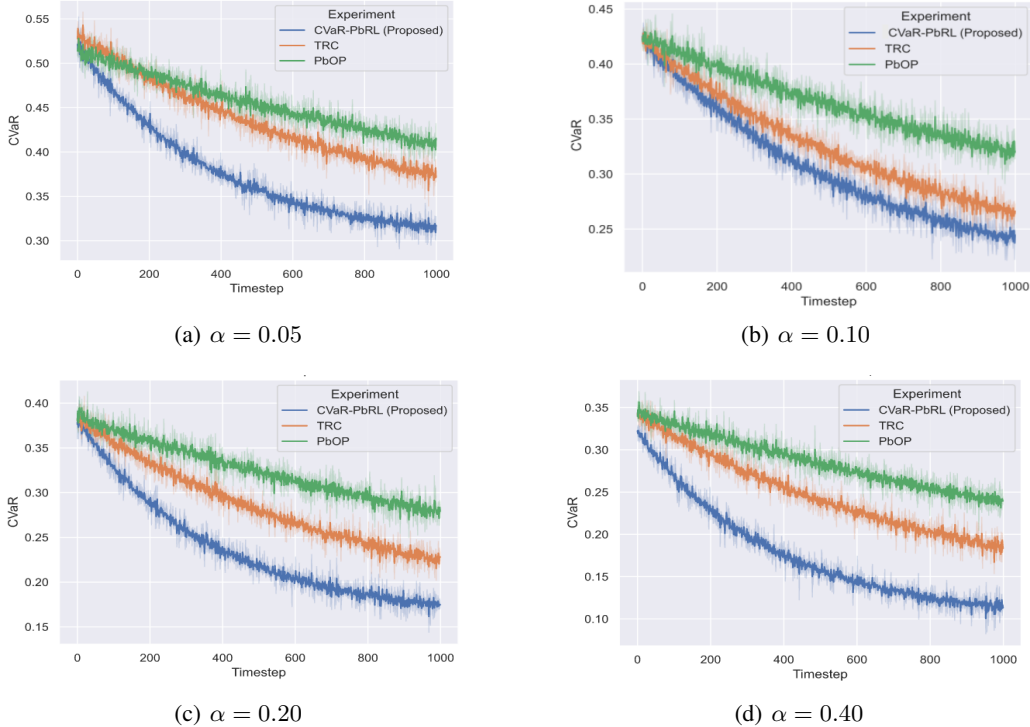 Experiment
CVaR-PbRL (Proposed)
TRC
PbOP
0.55
0.50
0.45
0.40
0.35
0.30
CVaR
0 200 400 600 800 1000
Timestep
(a) α = 0.05
Experiment
CVaR-PbRL (Proposed)
TRC
PbOP
0.40
0.35
0.30
0.25
CVaR
0 200 400 600 800 1000
Timestep
(b) α = 0.10
Experiment
CVaR-PbRL (Proposed)
TRC
PbOP
0.40
0.35
0.30
0.25
0.20
0.15
CVaR
0 200 400 600 800 1000
Timestep
(c) α = 0.20
Experiment
CVaR-PbRL (Proposed)
TRC
PbOP
0.35
0.30
0.25
0.20
0.15
0.10
CVaR
0 200 400 600 800 1000
Timestep
(d) α = 0.40